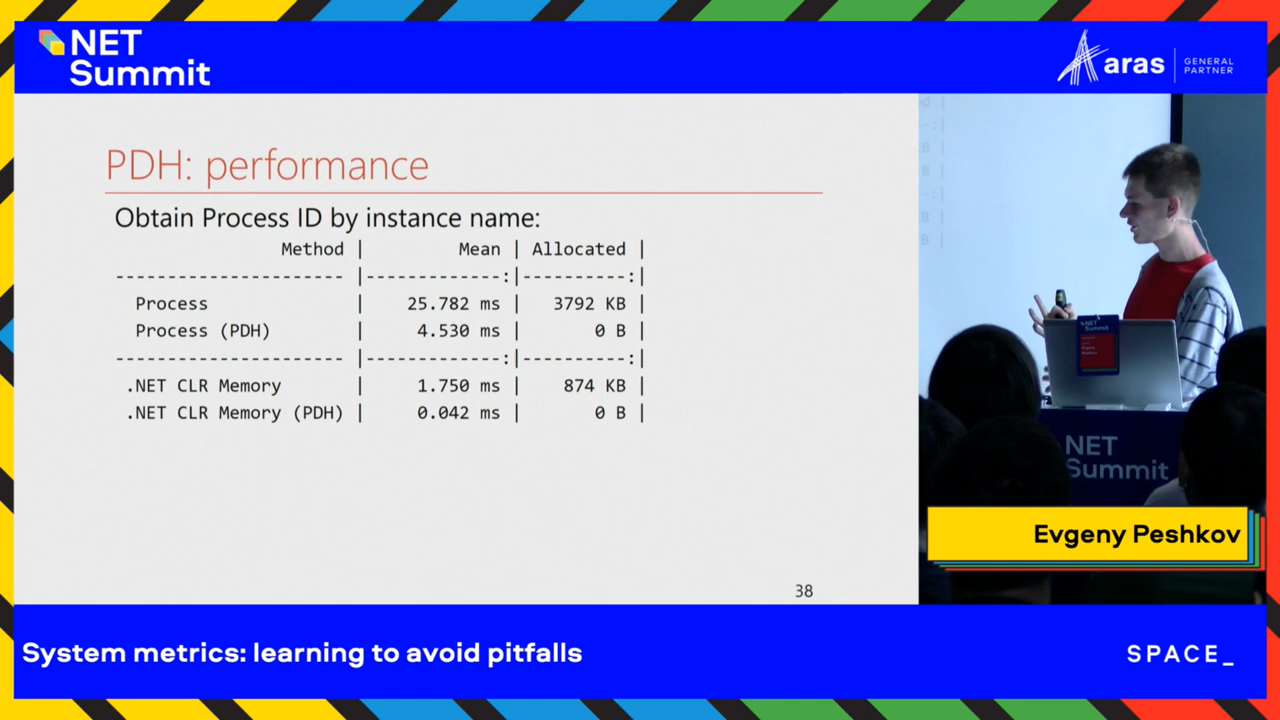 NET
Summit
aras
GENERAL
PARTNER
PDH: performance
Obtain Process ID by instance name:
Method | Mean | Allocated |
---------------------- |-------------:|----------:|
Process | 25.782 ms | 3792 KB |
Process (PDH) | 4.530 ms | 0 B |
---------------------- |-------------:|----------:|
.NET CLR Memory | 1.750 ms | 874 KB |
.NET CLR Memory (PDH) | 0.042 ms | 0 B |
38
NET
Summit
NET
Summit
Evgeny Peshkov
System metrics: learning to avoid pitfalls
SPACE_